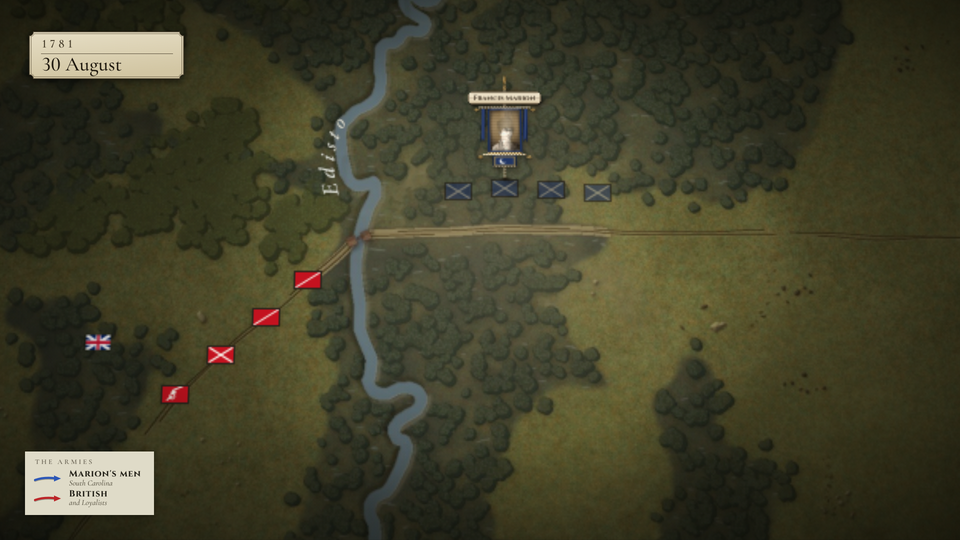 1781
30 August
FRANCIS MARION
Edisto
THE ARMIES
MARION'S MEN
South Carolina
BRITISH
and Loyalists